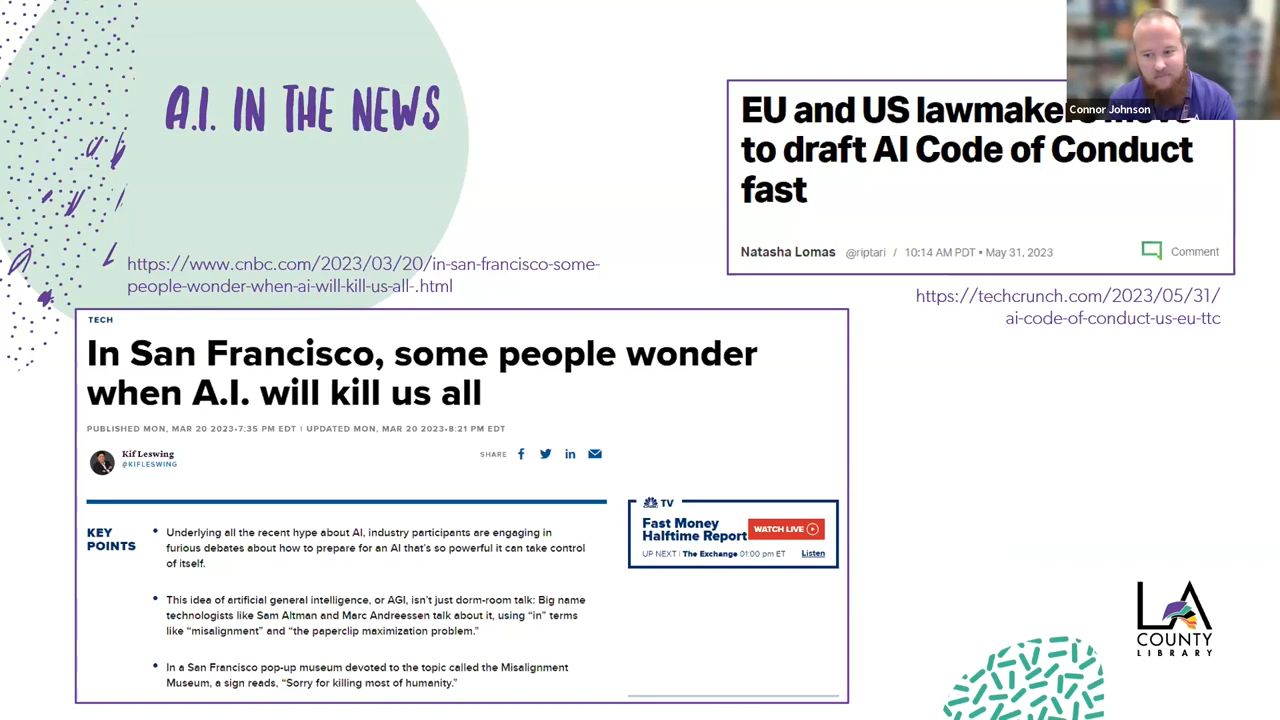 A.I. IN THE NEWS
Connor Johnson
EU and US lawmakers move
to draft AI Code of Conduct
fast
Natasha Lomas @riptari / 10:14 AM PDT • May 31, 2023 Comment
https://www.cnbc.com/2023/03/20/in-san-francisco-some-
people-wonder-when-ai-will-kill-us-all-.html
https://techcrunch.com/2023/05/31/
ai-code-of-conduct-us-eu-ttc
TECH
In San Francisco, some people wonder
when A.I. will kill us all
PUBLISHED MON, MAR 20 2023•7:35 PM EDT | UPDATED MON, MAR 20 2023•8:21 PM EDT
Kif Leswing
@KIFLESWING
SHARE
KEY
POINTS
• Underlying all the recent hype about AI, industry participants are engaging in
furious debates about how to prepare for an AI that’s so powerful it can take control
of itself.
• This idea of artificial general intelligence, or AGI, isn’t just dorm-room talk: Big name
technologists like Sam Altman and Marc Andreessen talk about it, using “in” terms
like “misalignment” and “the paperclip maximization problem.”
• In a San Francisco pop-up museum devoted to the topic called the Misalignment
Museum, a sign reads, “Sorry for killing most of humanity.”
TV
Fast Money
Halftime Report
WATCH LIVE
UP NEXT | The Exchange 01:00 pm ET Listen
LA
COUNTY
LIBRARY